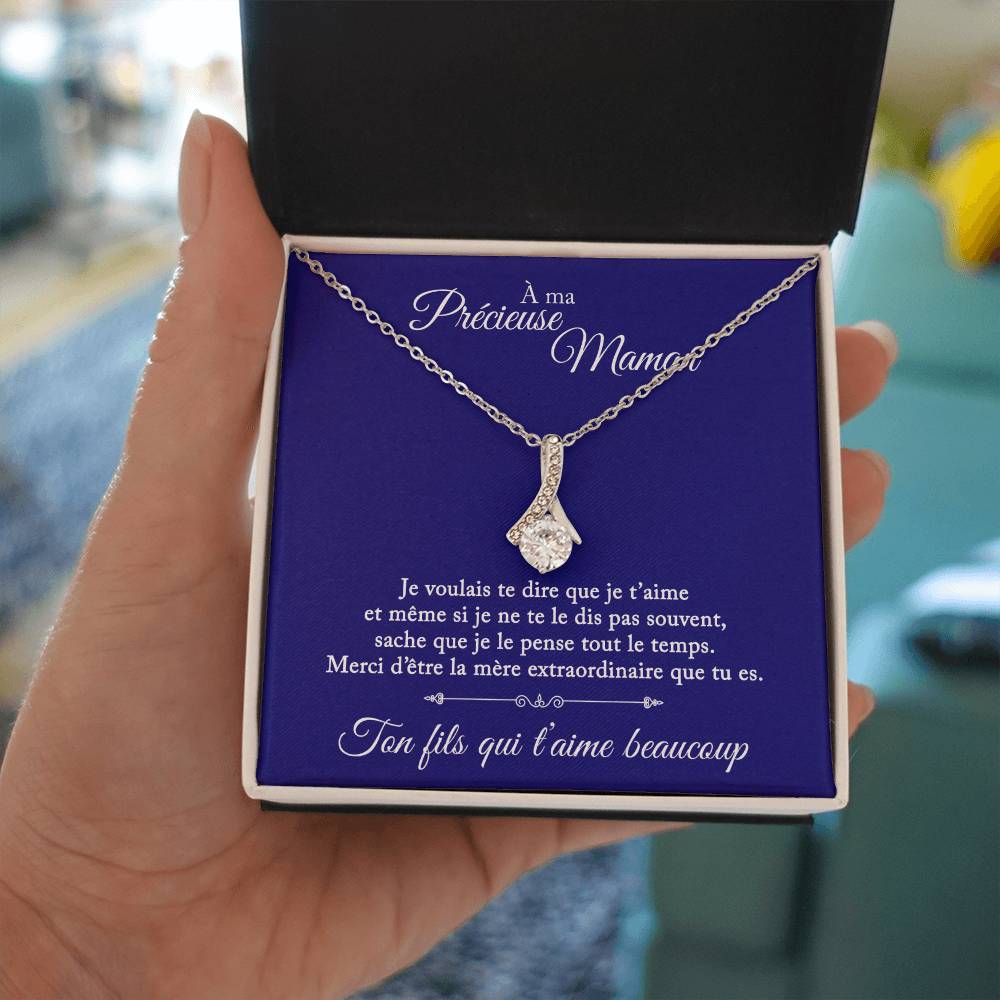 À ma
Précieuse
Maman
Je voulais te dire que je t’aime
et même si je ne te le dis pas souvent,
sache que je le pense tout le temps.
Merci d’être la mère extraordinaire que tu es.
Ton fils qui t’aime beaucoup